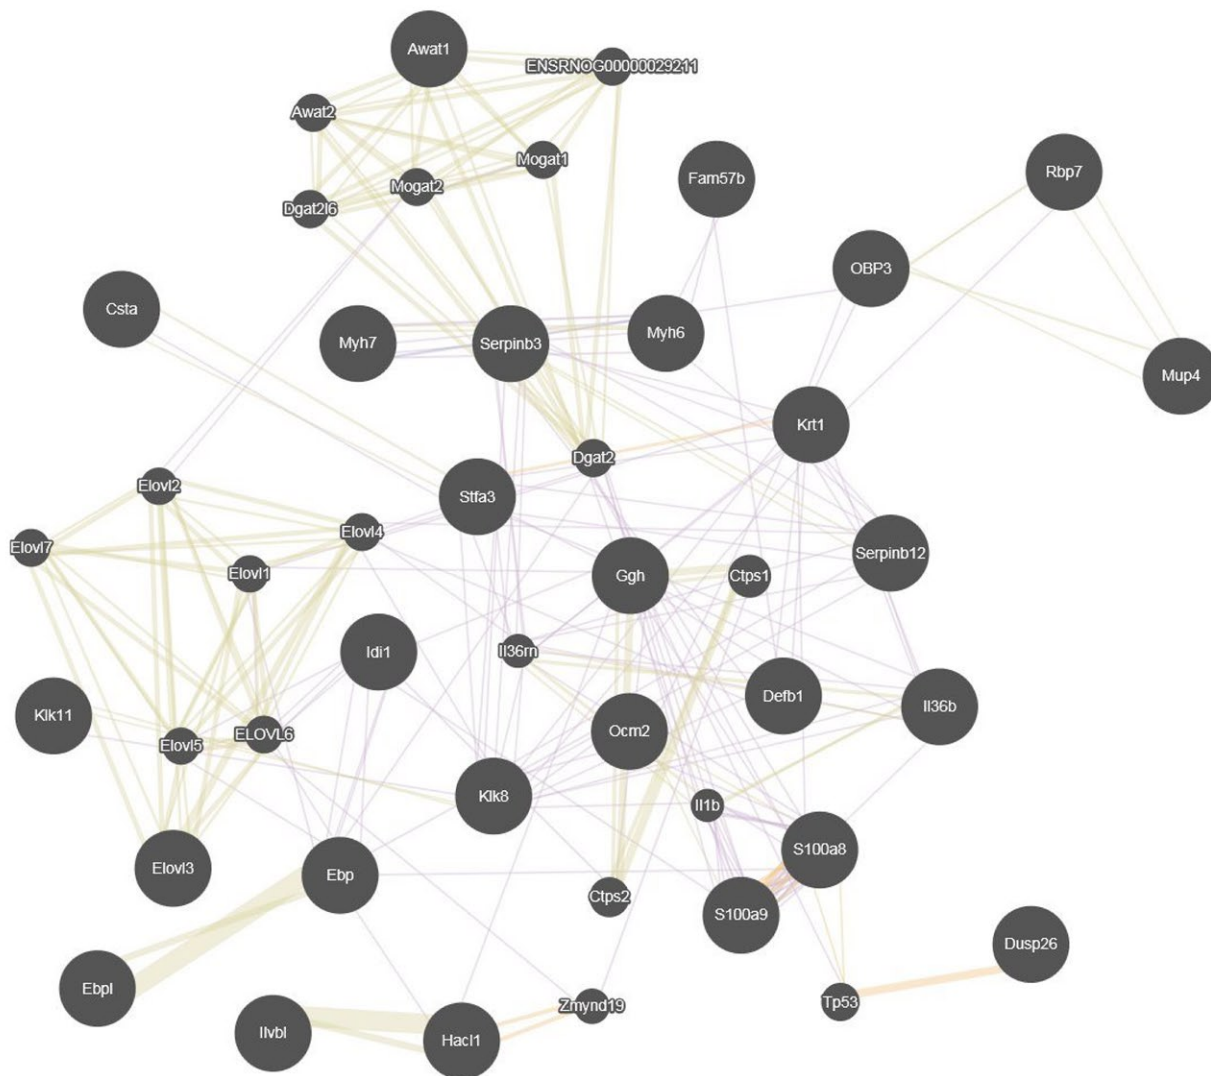 Awat1
ENSRNOG00000029211
Awat2
Mogat1
Mogat2
Dgat2l6
Fam57b
Rbp7
OBP3
Csta
Myh7
Serpinb3
Myh6
Mup4
Krt1
Dgat2
Stfa3
Elovl2
Elovl4
Elovl7
Elovl1
Serpinb12
Ggh
Ctps1
Idi1
Il36rn
Defb1
Il36b
Klk11
Elovl5
ELOVL6
Ocm2
Klk8
Il1b
S100a8
Elovl3
Ebp
Ctps2
S100a9
Dusp26
Ebpl
Tp53
Zmynd19
Ilvbl
Hacl1